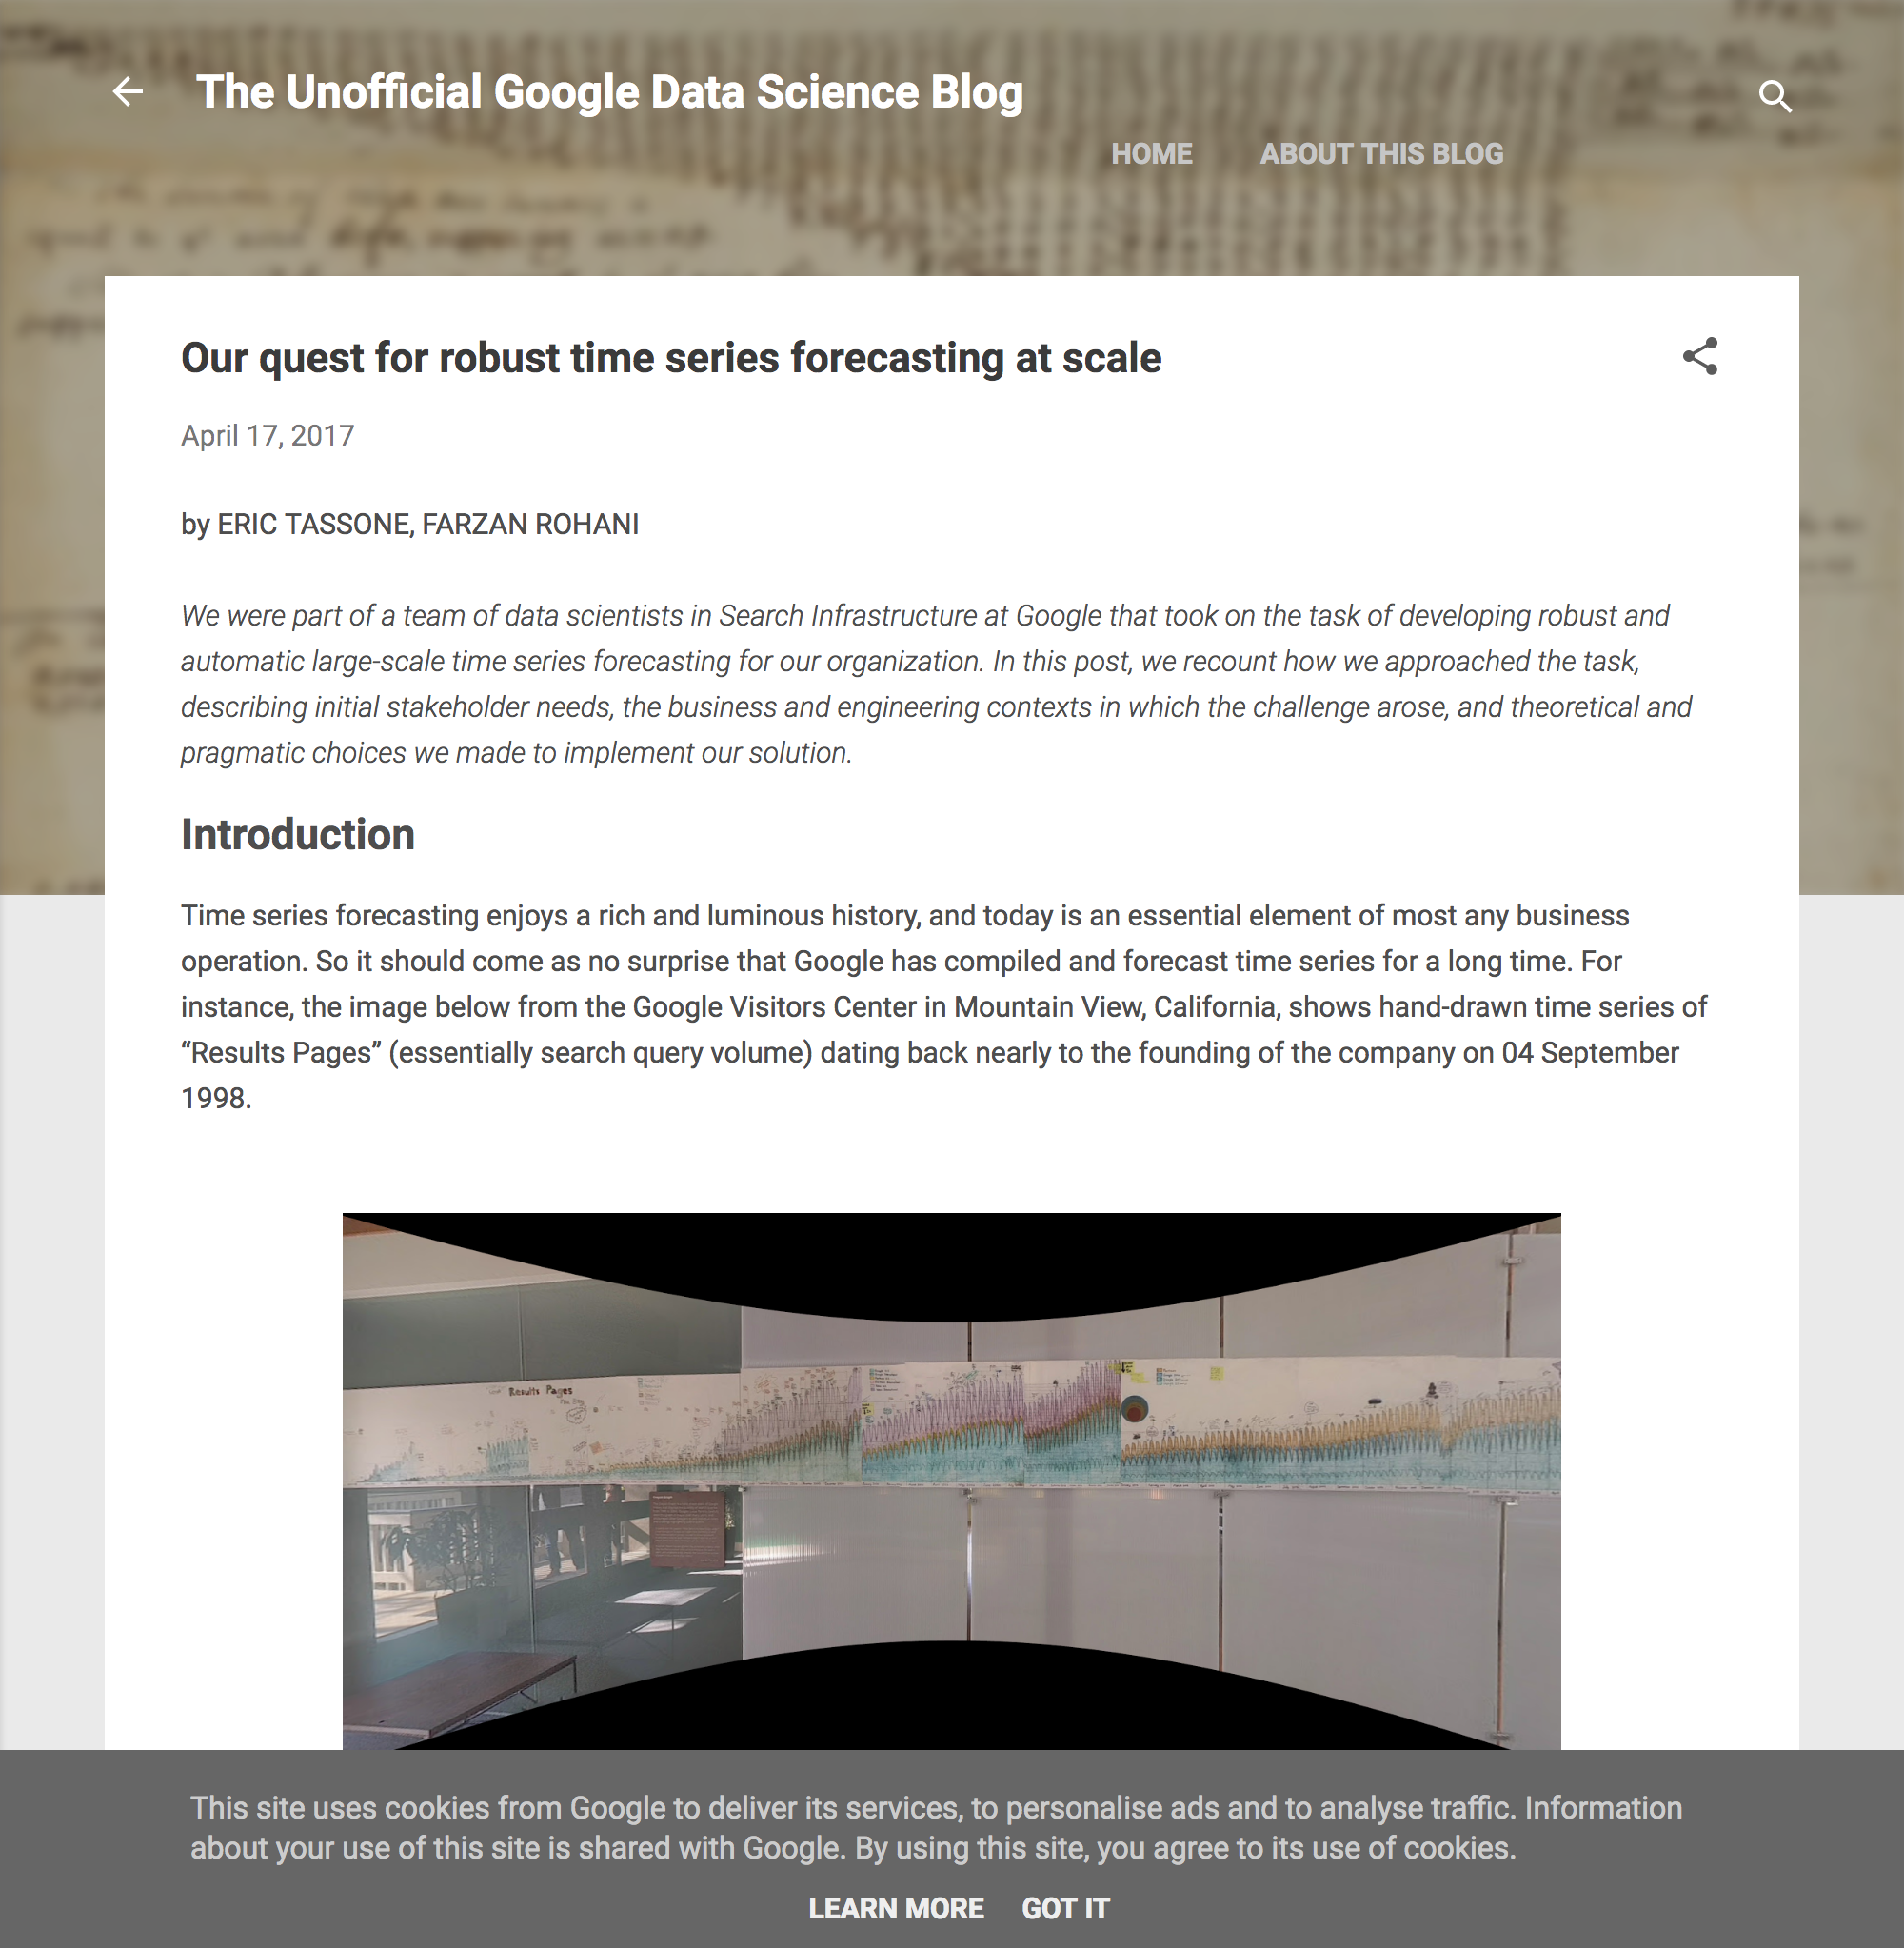 The Unofficial Google Data Science Blog
HOME ABOUT THIS BLOG
Our quest for robust time series forecasting at scale
April 17, 2017
by ERIC TASSONE, FARZAN ROHANI
We were part of a team of data scientists in Search Infrastructure at Google that took on the task of developing robust and
automatic large-scale time series forecasting for our organization. In this post, we recount how we approached the task,
describing initial stakeholder needs, the business and engineering contexts in which the challenge arose, and theoretical and
pragmatic choices we made to implement our solution.
Introduction
Time series forecasting enjoys a rich and luminous history, and today is an essential element of most any business
operation. So it should come as no surprise that Google has compiled and forecast time series for a long time. For
instance, the image below from the Google Visitors Center in Mountain View, California, shows hand-drawn time series of
“Results Pages” (essentially search query volume) dating back nearly to the founding of the company on 04 September
1998.
Results Pages
This site uses cookies from Google to deliver its services, to personalise ads and to analyse traffic. Information
about your use of this site is shared with Google. By using this site, you agree to its use of cookies.
LEARN MORE GOT IT